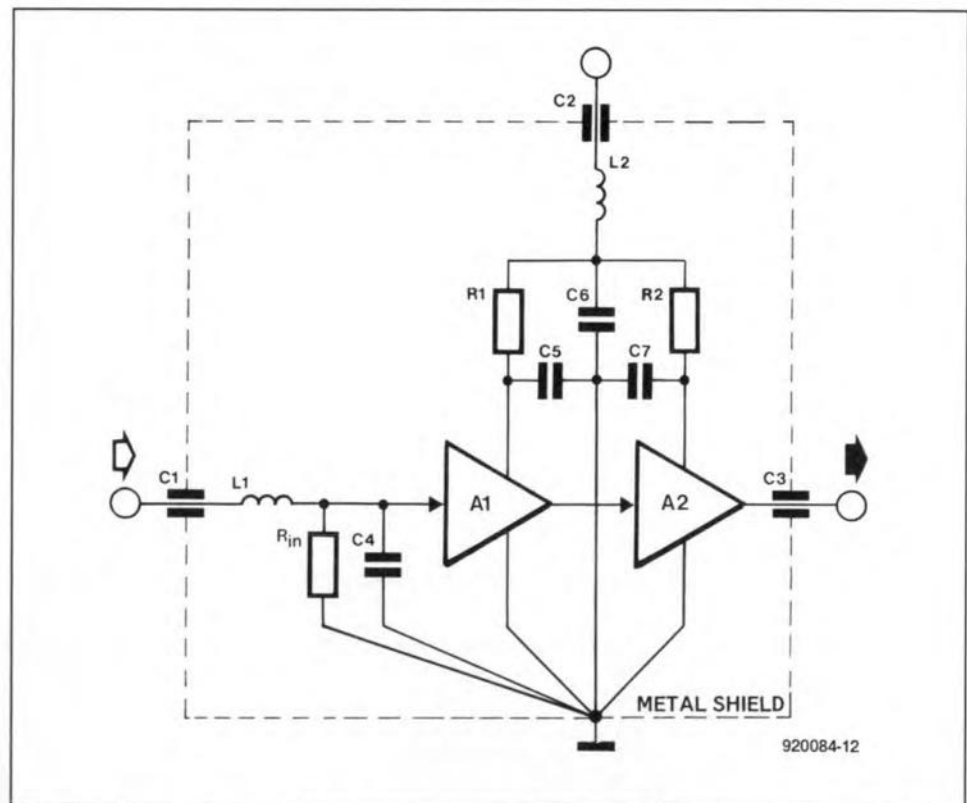 C2
L2
R1
C6
R2
C5
C7
C1
L1
A1
A2
C3
Rin
C4
METAL SHIELD
920084-12